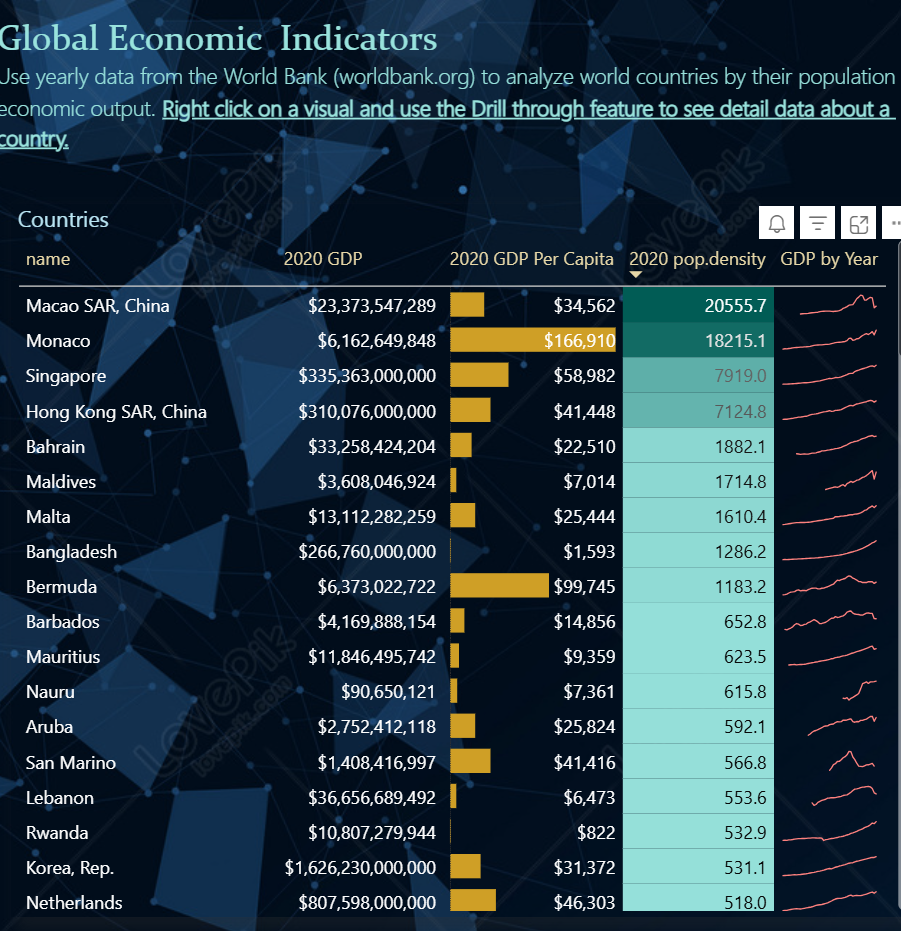 Global Economic Indicators
Use yearly data from the World Bank (worldbank.org) to analyze world countries by their population
economic output. Right click on a visual and use the Drill through feature to see detail data about a
country.
Countries
name 2020 GDP 2020 GDP Per Capita 2020 pop.density GDP by Year
Macao SAR, China $23,373,547,289 $34,562 20555.7
Monaco $6,162,649,848 $166,910 18215.1
Singapore $335,363,000,000 $58,982 7919.0
Hong Kong SAR, China $310,076,000,000 $41,448 7124.8
Bahrain $33,258,424,204 $22,510 1882.1
Maldives $3,608,046,924 $7,014 1714.8
Malta $13,112,282,259 $25,444 1610.4
Bangladesh $266,760,000,000 $1,593 1286.2
Bermuda $6,373,022,722 $99,745 1183.2
Barbados $4,169,888,154 $14,856 652.8
Mauritius $11,846,495,742 $9,359 623.5
Nauru $90,650,121 $7,361 615.8
Aruba $2,752,412,118 $25,824 592.1
San Marino $1,408,416,997 $41,416 566.8
Lebanon $36,656,689,492 $6,473 553.6
Rwanda $10,807,279,944 $822 532.9
Korea, Rep. $1,626,230,000,000 $31,372 531.1
Netherlands $807,598,000,000 $46,303 518.0
LovePik
lovepik.com
LovePik
LovePik
lovepik.com